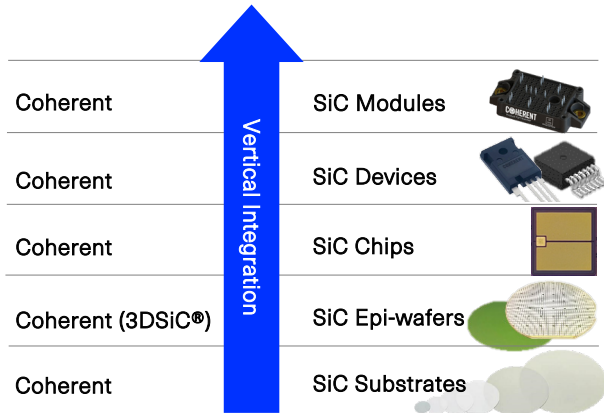 Coherent
SiC Modules
COHERENT
Coherent
SiC Devices
Coherent
SiC Chips
Coherent (3DSiC®)
SiC Epi-wafers
Coherent
SiC Substrates
Vertical Integration